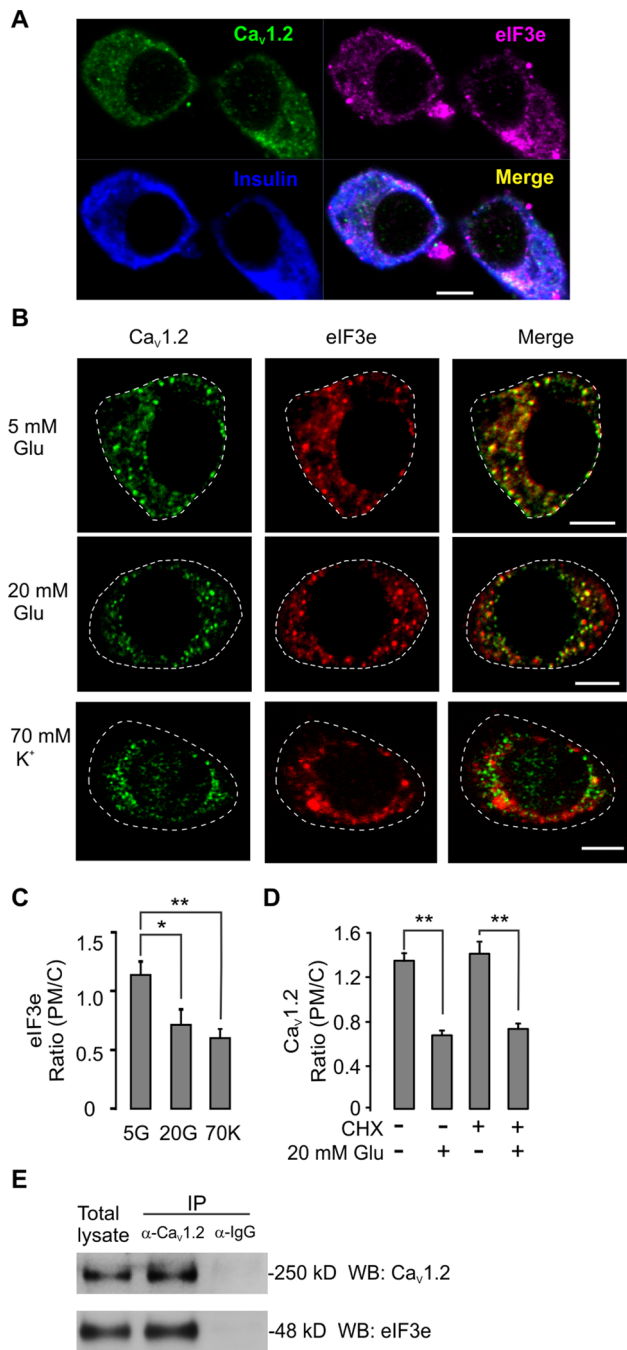 A
Cav1.2
eIF3e
Insulin
Merge
B
Cav1.2 eIF3e Merge
5 mM
Glu
20 mM
Glu
70 mM
K⁺
C
**
*
eIF3e
Ratio (PM/C)
1.5
1.0
0.5
0
5G 20G 70K
D
** **
Cav1.2
Ratio (PM/C)
1.6
1.2
0.8
0.4
0
CHX - - + +
20 mM Glu - + - +
E
IP
Total
lysate
α-Cav1.2 α-IgG
-250 kD WB: Cav1.2
-48 kD WB: eIF3e